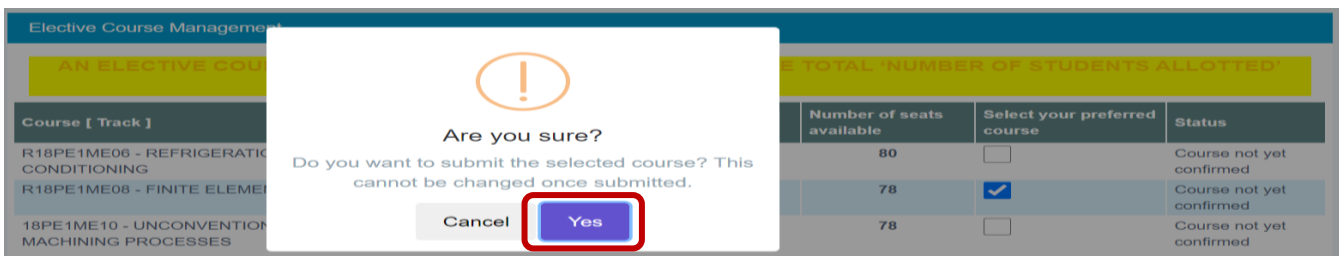 Elective Course Management
AN ELECTIVE COU
E TOTAL 'NUMBER OF STUDENTS ALLOTTED'
Course [ Track ]
Number of seats available
Select your preferred course
Status
R18PE1ME06 - REFRIGERATIO
CONDITIONING
80
Course not yet confirmed
R18PE1ME08 - FINITE ELEME
78
Course not yet confirmed
18PE1ME10 - UNCONVENTION
MACHINING PROCESSES
78
Course not yet confirmed
Are you sure?
Do you want to submit the selected course? This
cannot be changed once submitted.
Cancel
Yes